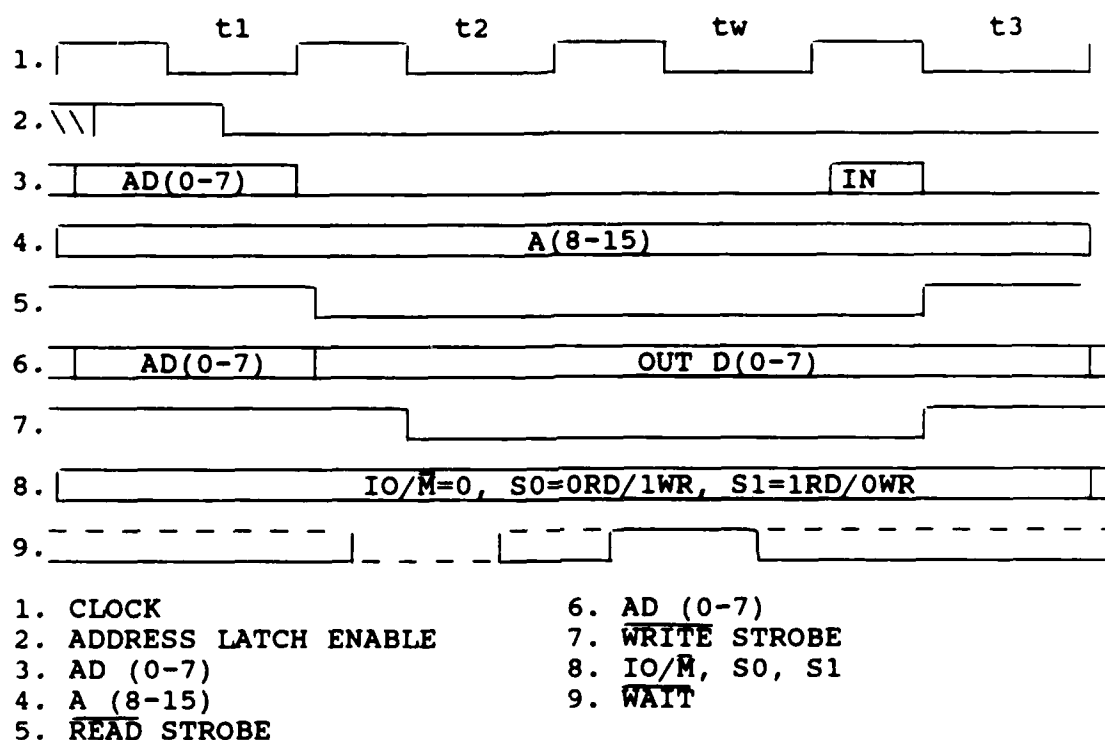 t1 t2 tw t3
1.
2.
3. AD(0-7) IN
4. A(8-15)
5.
6. AD(0-7) OUT D(0-7)
7.
8. IO/M̅=0, S0=0RD/1WR, S1=1RD/0WR
9.
1. CLOCK
2. ADDRESS LATCH ENABLE
3. AD (0-7)
4. A (8-15)
5. R̅E̅A̅D̅ STROBE
6. AD (0-7)
7. W̅R̅I̅T̅E̅ STROBE
8. IO/M̅, S0, S1
9. W̅A̅I̅T̅